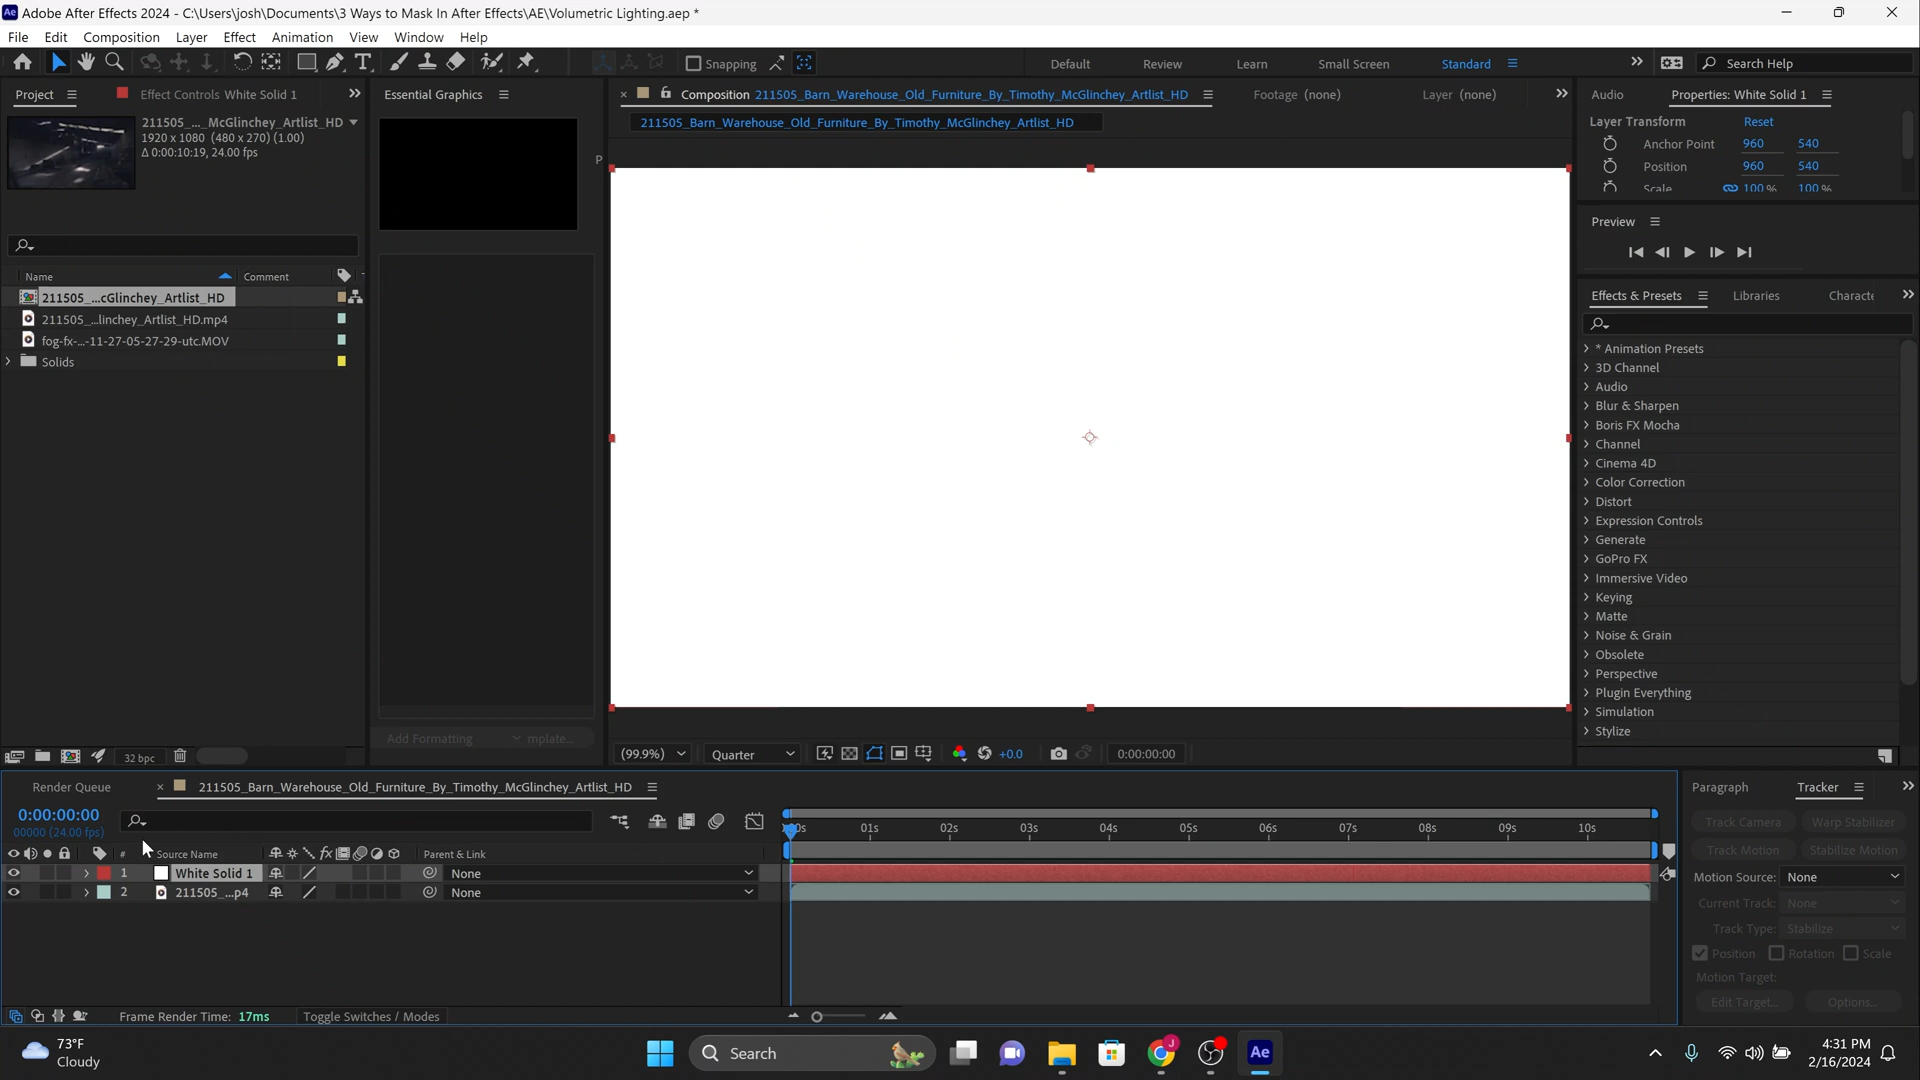 Adobe After Effects 2024 - C:\Users\josh\Documents\3 Ways to Mask In After Effects\AE\Volumetric Lighting.aep *
File Edit Composition Layer Effect Animation View Window Help
Snapping Default Review Learn Small Screen Standard Search Help
Project Effect Controls White Solid 1
Essential Graphics
Composition 211505_Barn_Warehouse_Old_Furniture_By_Timothy_McGlinchey_Artlist_HD
Footage (none) Layer (none)
Audio Properties: White Solid 1
211505_..._McGlinchey_Artlist_HD
1920 x 1080 (480 x 270) (1.00)
Δ 0:00:10:19, 24.00 fps
211505_Barn_Warehouse_Old_Furniture_By_Timothy_McGlinchey_Artlist_HD
Layer Transform Reset
Anchor Point 960 540
Position 960 540
Scale 100 % 100 %
P
Preview
Name Comment
211505_...cGlinchey_Artlist_HD
211505_...linchey_Artlist_HD.mp4
fog-fx-...-11-27-05-27-29-utc.MOV
Solids
Effects & Presets Libraries Characte
* Animation Presets
3D Channel
Audio
Blur & Sharpen
Boris FX Mocha
Channel
Cinema 4D
Color Correction
Distort
Expression Controls
Generate
GoPro FX
Immersive Video
Keying
Matte
Noise & Grain
Obsolete
Perspective
Plugin Everything
Simulation
Stylize
Add Formatting mplate...
32 bpc
(99.9%) Quarter +0.0 0:00:00:00
Render Queue 211505_Barn_Warehouse_Old_Furniture_By_Timothy_McGlinchey_Artlist_HD
0:00:00:00
00000 (24.00 fps)
00s 01s 02s 03s 04s 05s 06s 07s 08s 09s 10s
# Source Name fx Parent & Link
1 White Solid 1 None
2 211505_...p4 None
Frame Render Time: 17ms Toggle Switches / Modes
Paragraph Tracker
Track Camera Warp Stabilizer
Track Motion Stabilize Motion
Motion Source: None
Current Track: None
Track Type: Stabilize
Position Rotation Scale
Motion Target:
Edit Target... Options...
73°F
Cloudy
Search
Ae
4:31 PM
2/16/2024